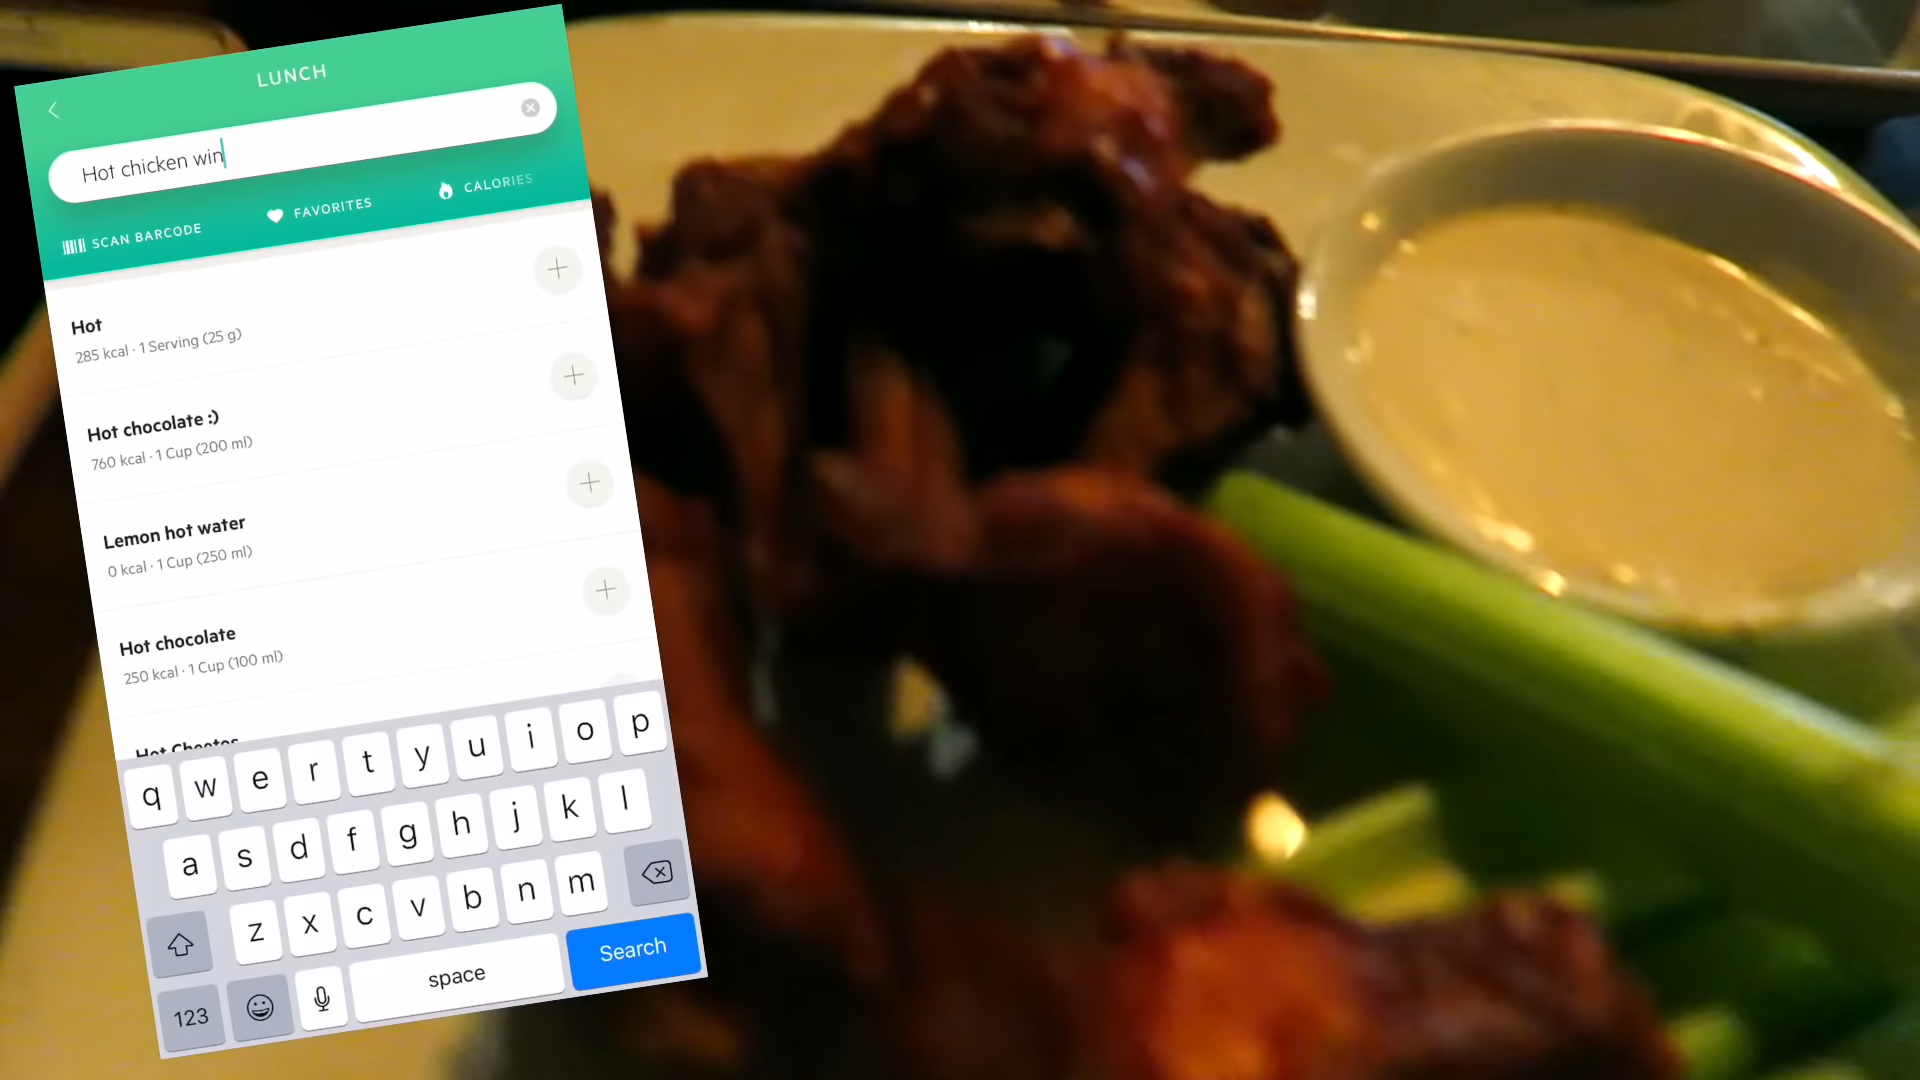 LUNCH
Hot chicken win
SCAN BARCODE
FAVORITES
CALORIES
Hot
285 kcal · 1 Serving (25 g)
Hot chocolate :)
760 kcal · 1 Cup (200 ml)
Lemon hot water
0 kcal · 1 Cup (250 ml)
Hot chocolate
250 kcal · 1 Cup (100 ml)
Hot Cheetos
q w e r t y u i o p
a s d f g h j k l
z x c v b n m
123
space
Search